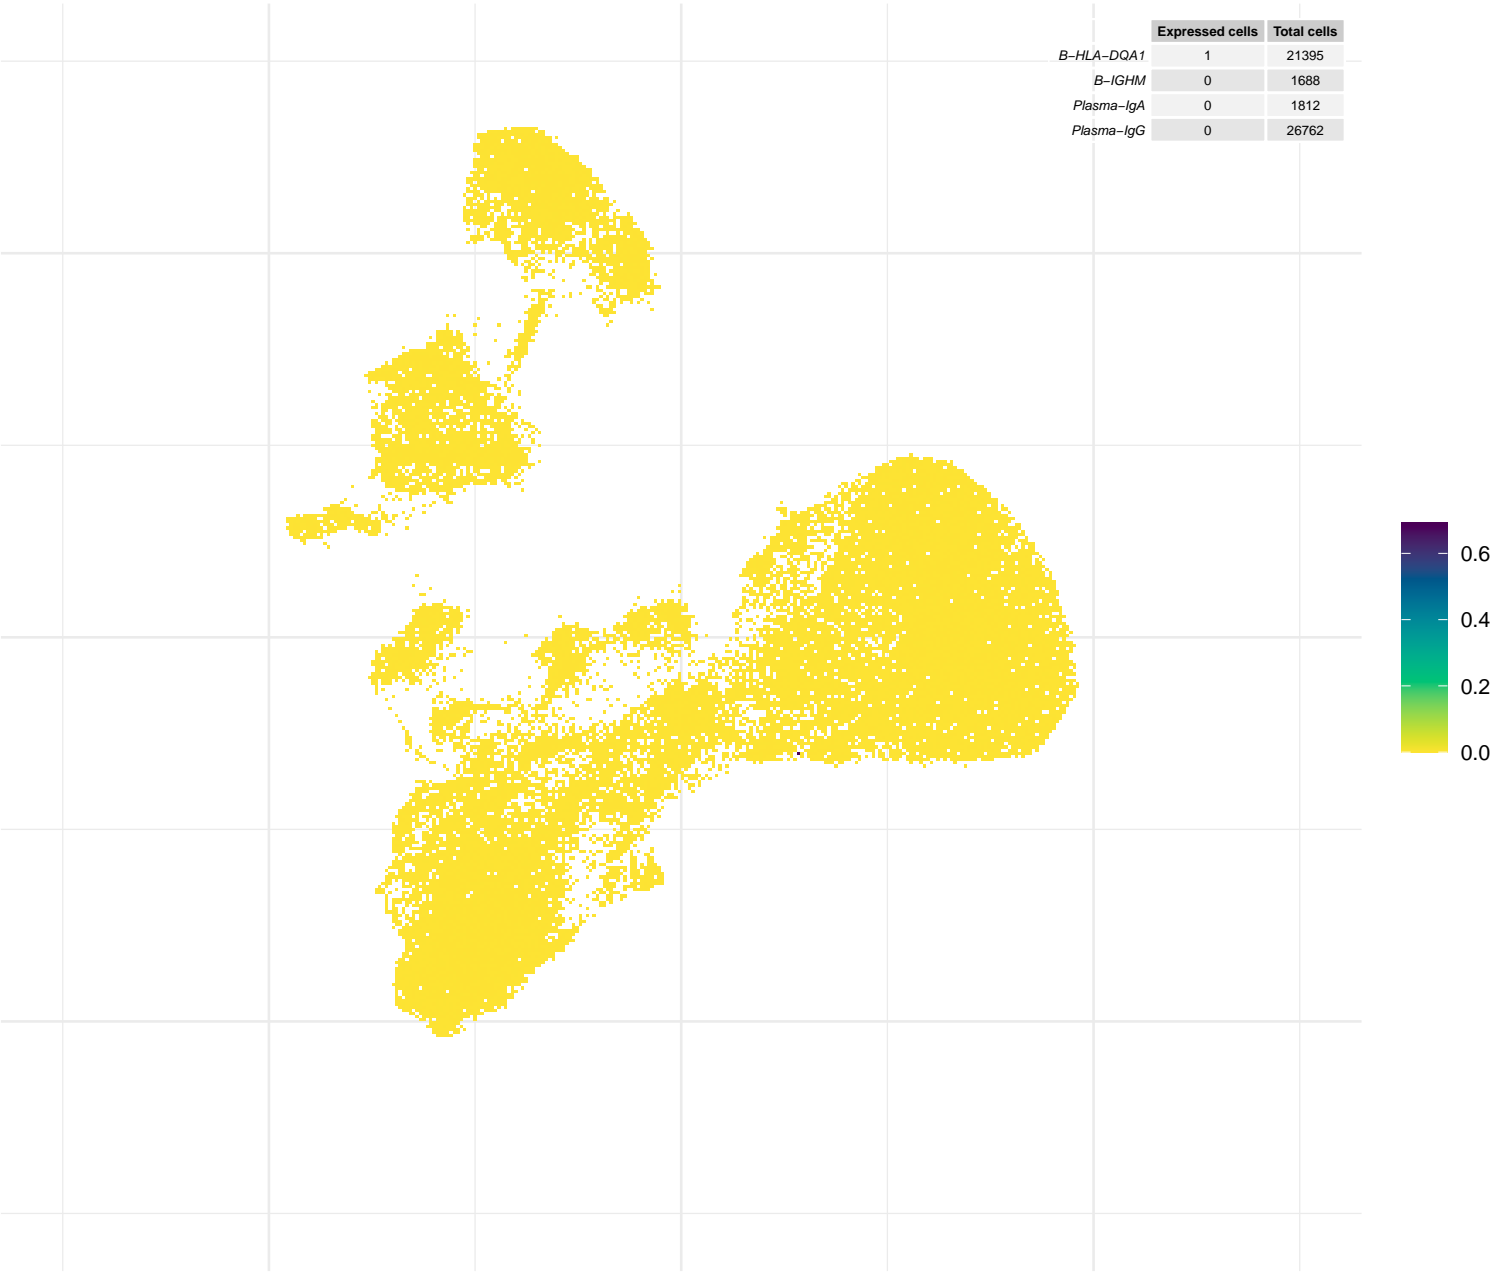 Expressed cells Total cells
B−HLA−DQA1 1 21395
B−IGHM 0 1688
Plasma−IgA 0 1812
Plasma−IgG 0 26762
0.6
0.4
0.2
0.0